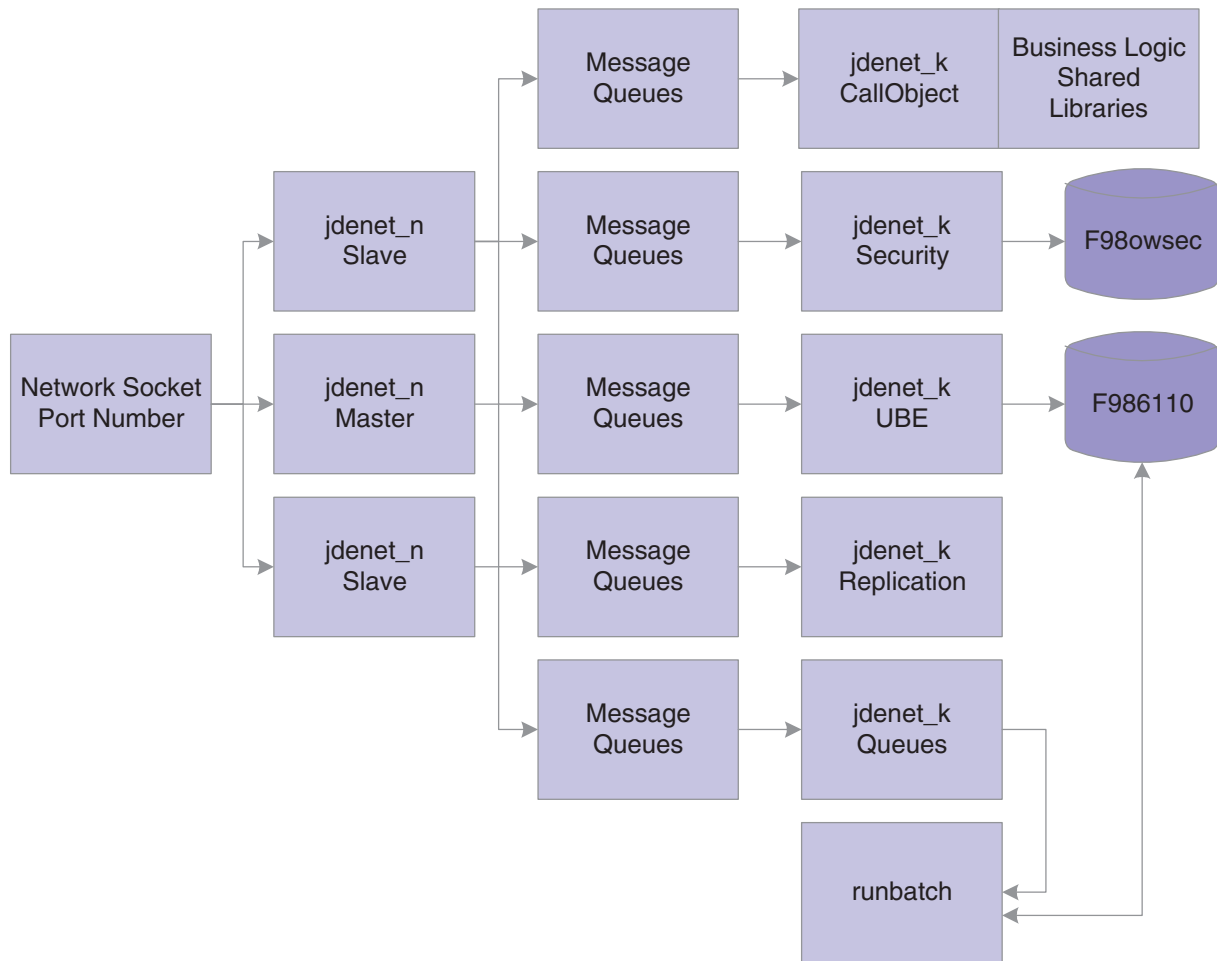 Message
Queues
jdenet_k
CallObject
Business Logic
Shared
Libraries
jdenet_n
Slave
Message
Queues
jdenet_k
Security
F98owsec
Network Socket
Port Number
jdenet_n
Master
Message
Queues
jdenet_k
UBE
F986110
jdenet_n
Slave
Message
Queues
jdenet_k
Replication
Message
Queues
jdenet_k
Queues
runbatch